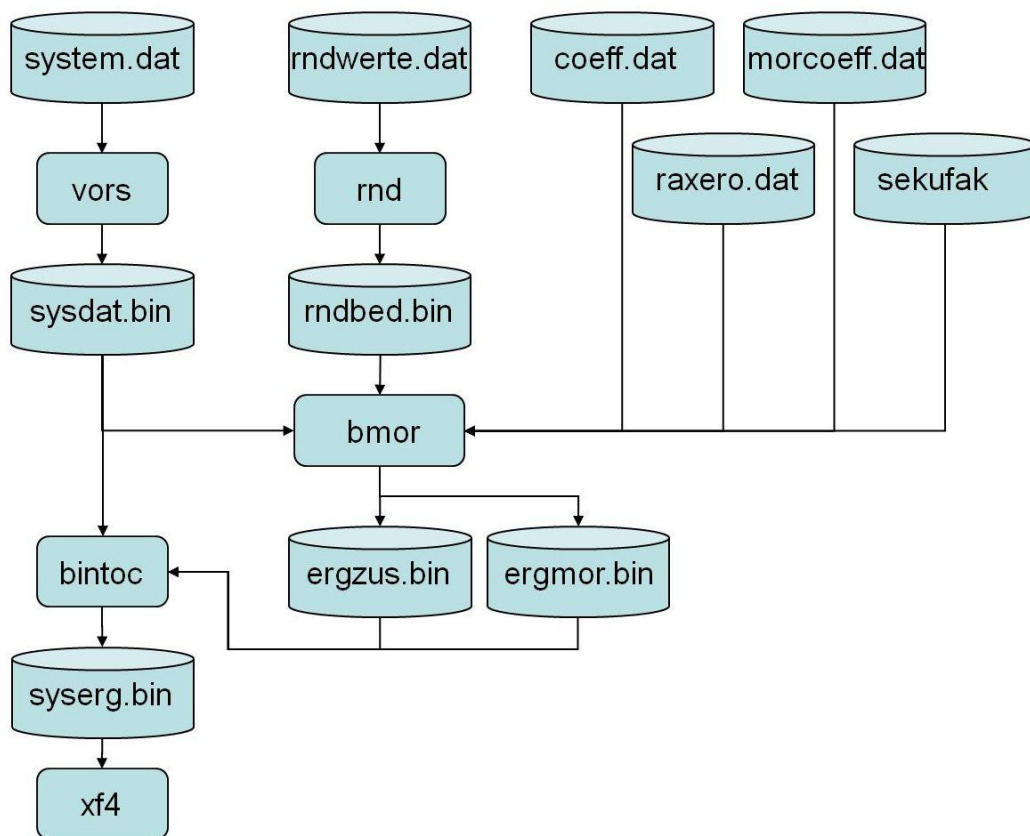 system.dat
rndwerte.dat
coeff.dat
morcoeff.dat
vors
rnd
raxero.dat
sekufak
sysdat.bin
rndbed.bin
bmor
bintoc
ergzus.bin
ergmor.bin
syserg.bin
xf4